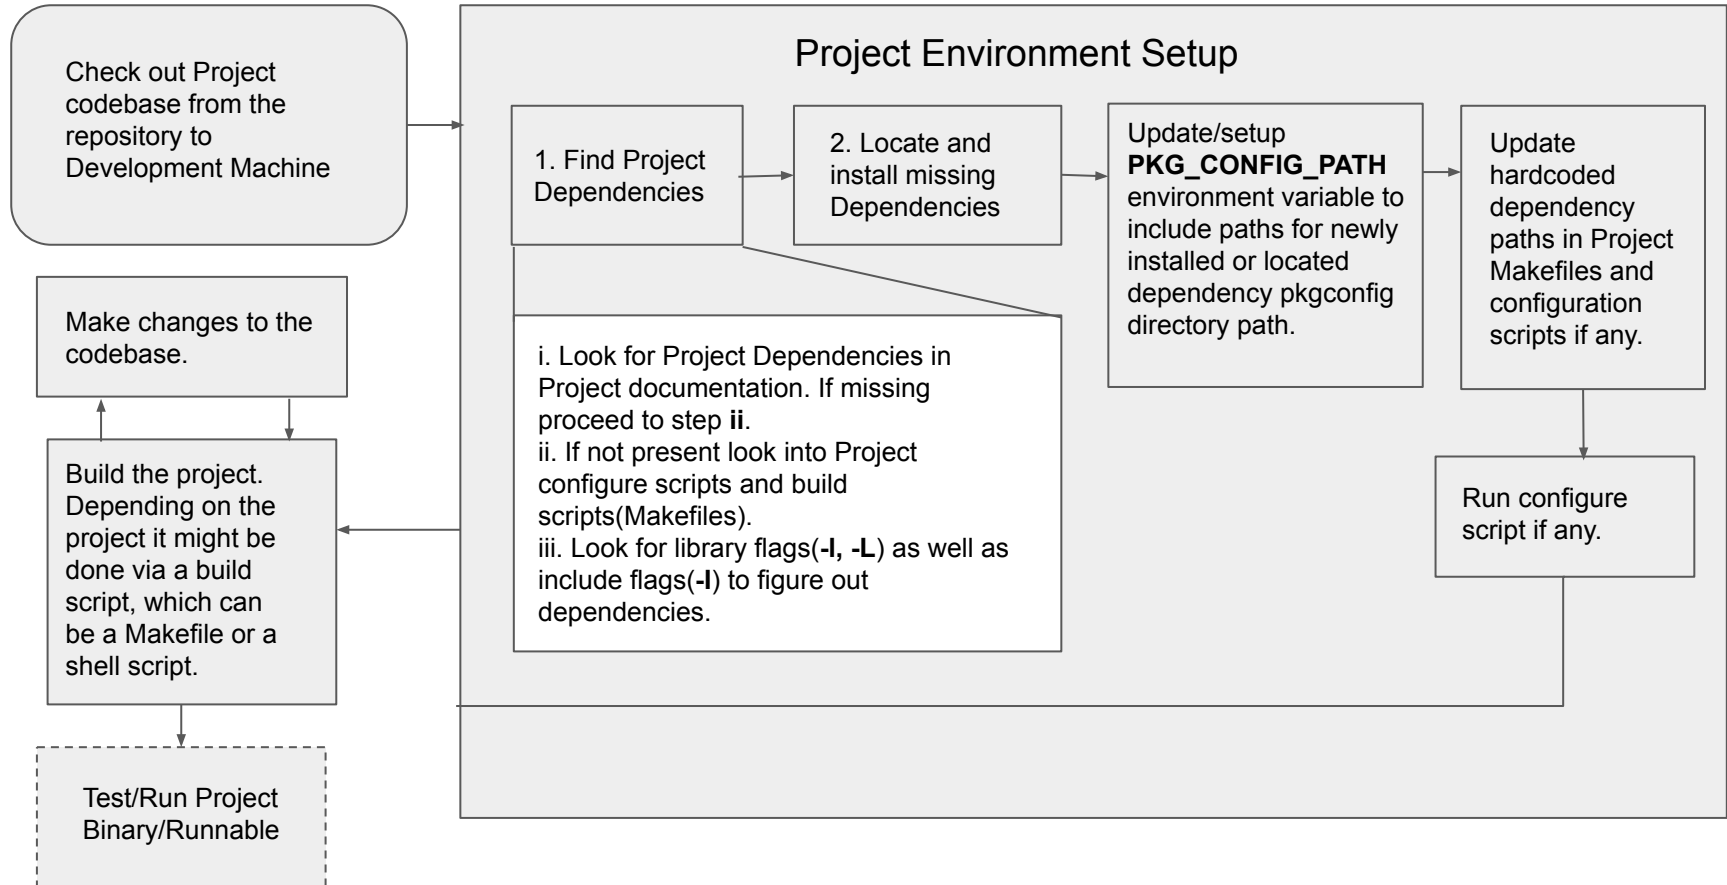 Check out Project
codebase from the
repository to
Development Machine
Project Environment Setup
1. Find Project
Dependencies
2. Locate and
install missing
Dependencies
Update/setup
PKG_CONFIG_PATH
environment variable to
include paths for newly
installed or located
dependency pkgconfig
directory path.
Update
hardcoded
dependency
paths in Project
Makefiles and
configuration
scripts if any.
i. Look for Project Dependencies in
Project documentation. If missing
proceed to step ii.
ii. If not present look into Project
configure scripts and build
scripts(Makefiles).
iii. Look for library flags(-l, -L) as well as
include flags(-I) to figure out
dependencies.
Run configure
script if any.
Make changes to the
codebase.
Build the project.
Depending on the
project it might be
done via a build
script, which can
be a Makefile or a
shell script.
Test/Run Project
Binary/Runnable